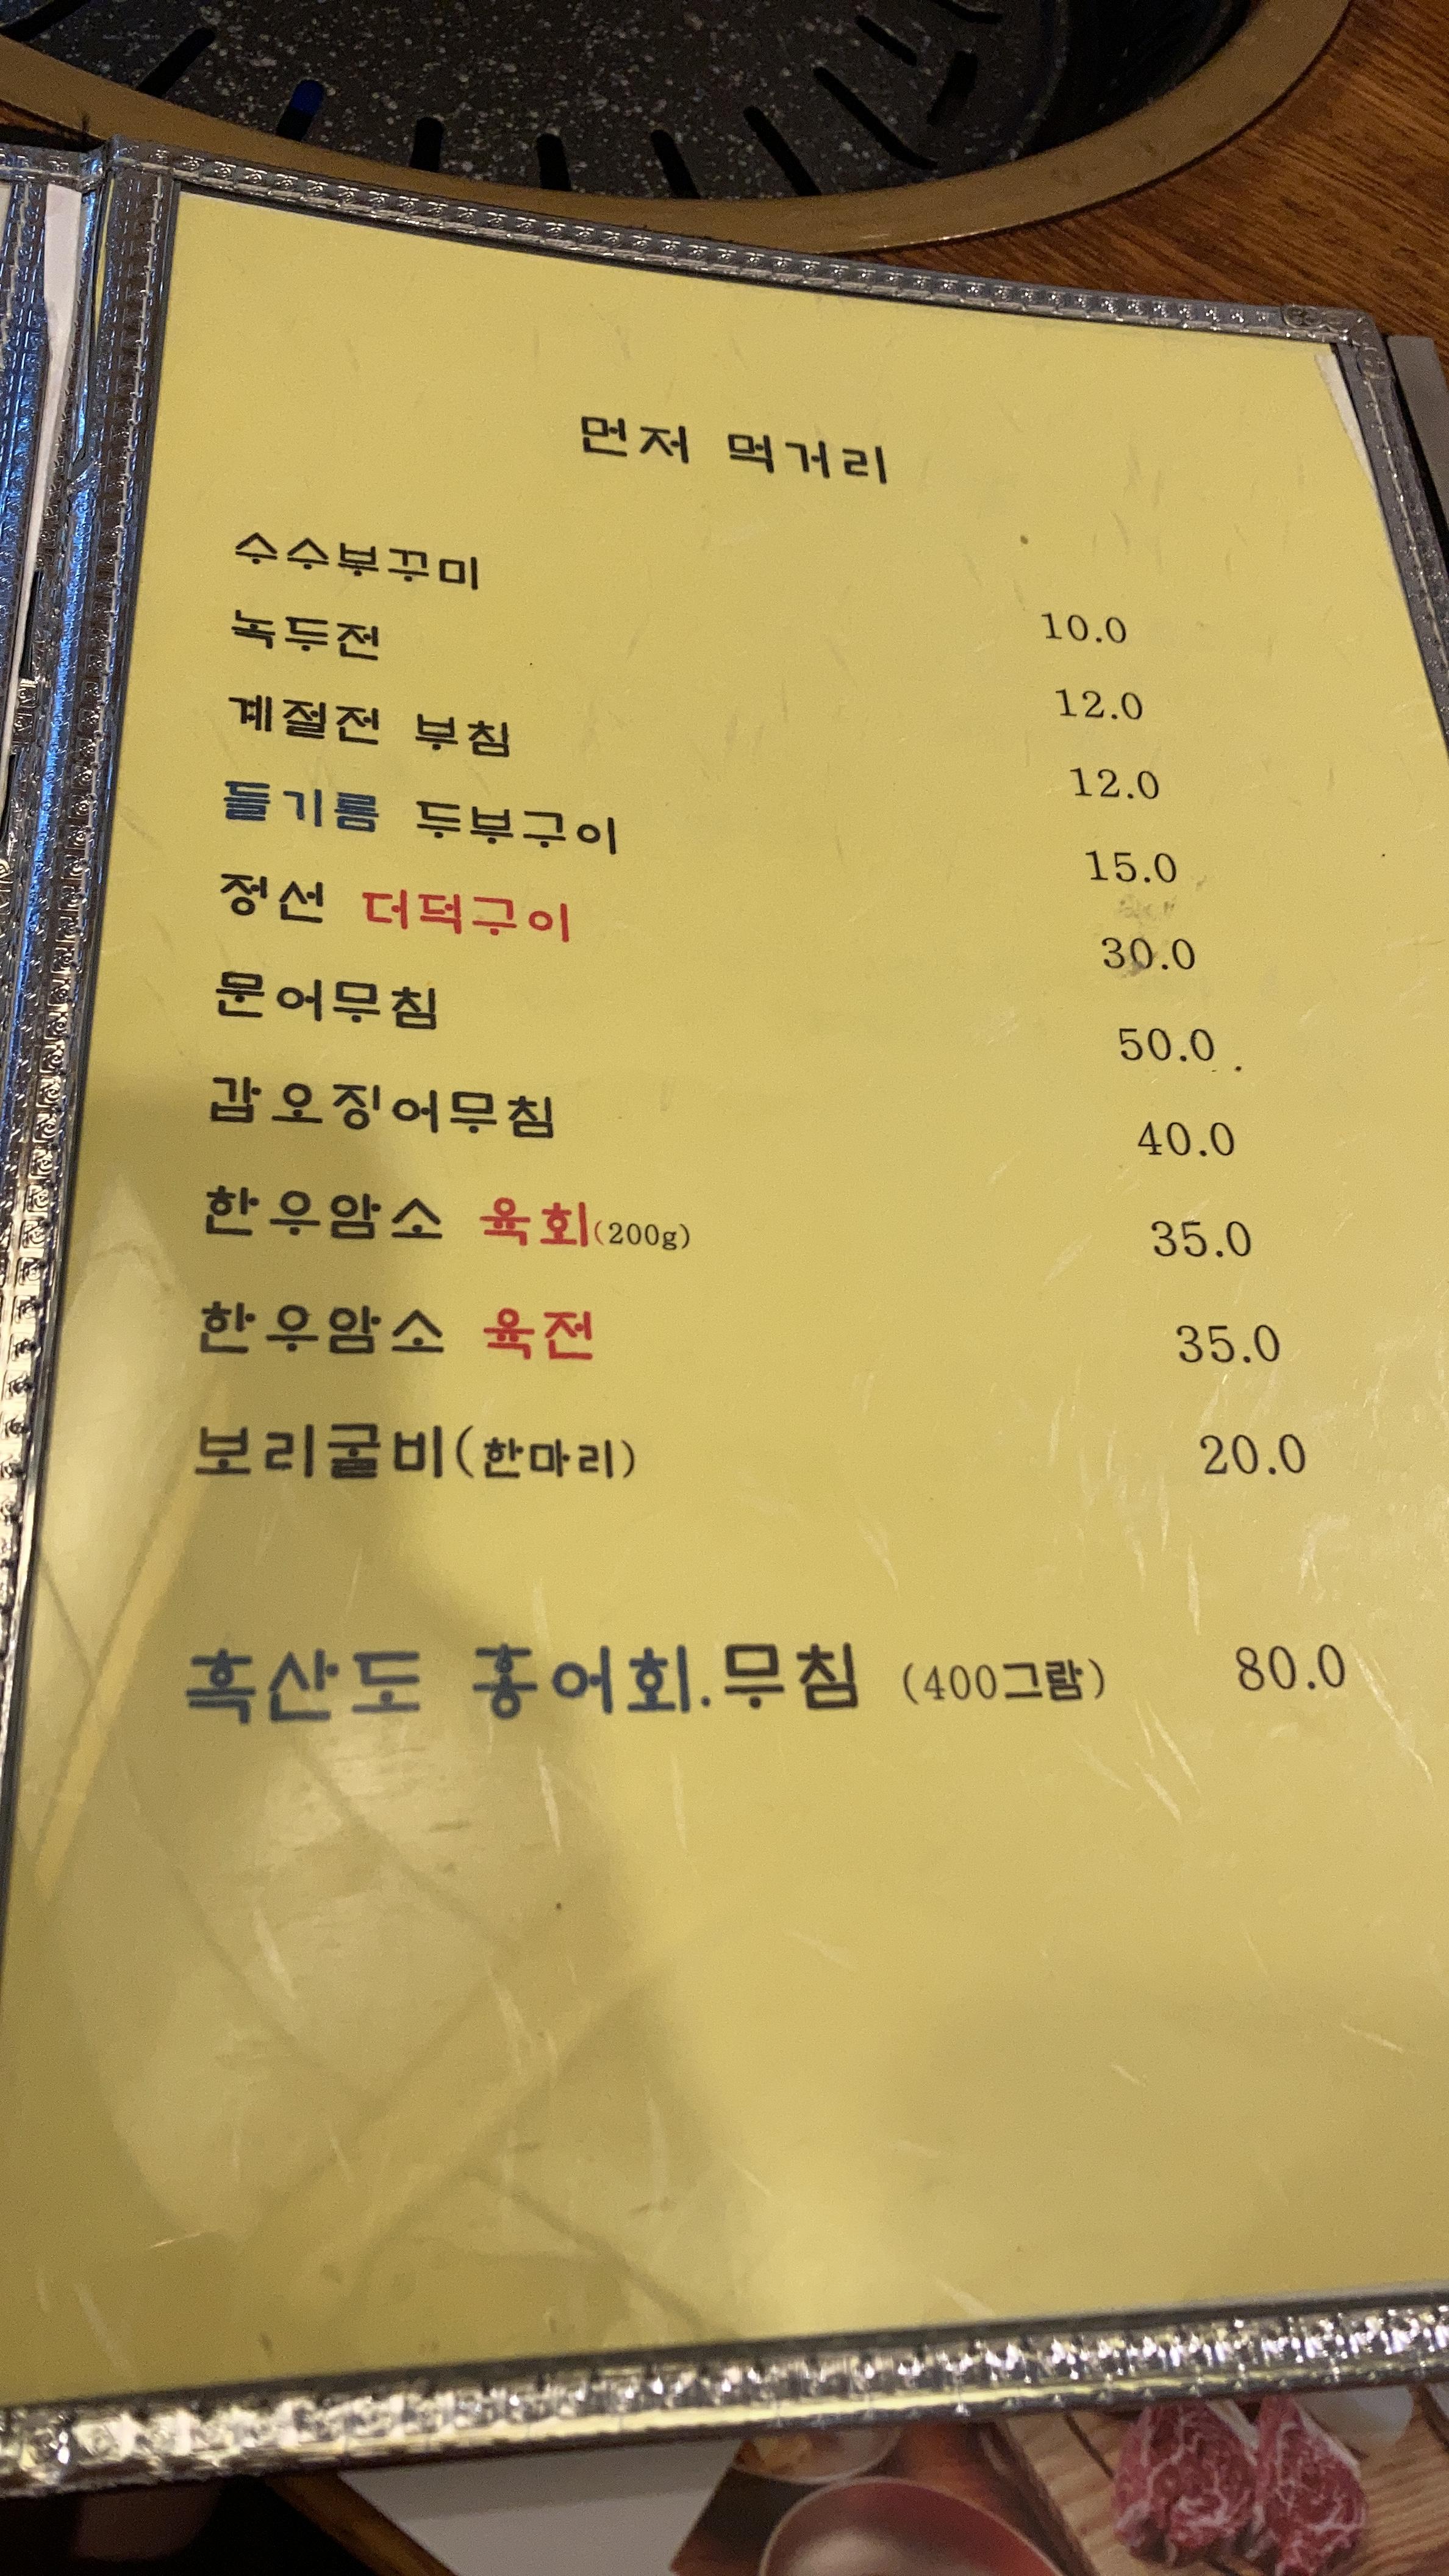 먼저 먹거리
수수부꾸미 10.0
녹두전 12.0
계절전 부침 12.0
들기름 두부구이 15.0
정선 더덕구이 30.0
문어무침 50.0
갑오징어무침 40.0
한우암소 육회(200g) 35.0
한우암소 육전 35.0
보리굴비(한마리) 20.0
흑산도 홍어회.무침 (400그람) 80.0